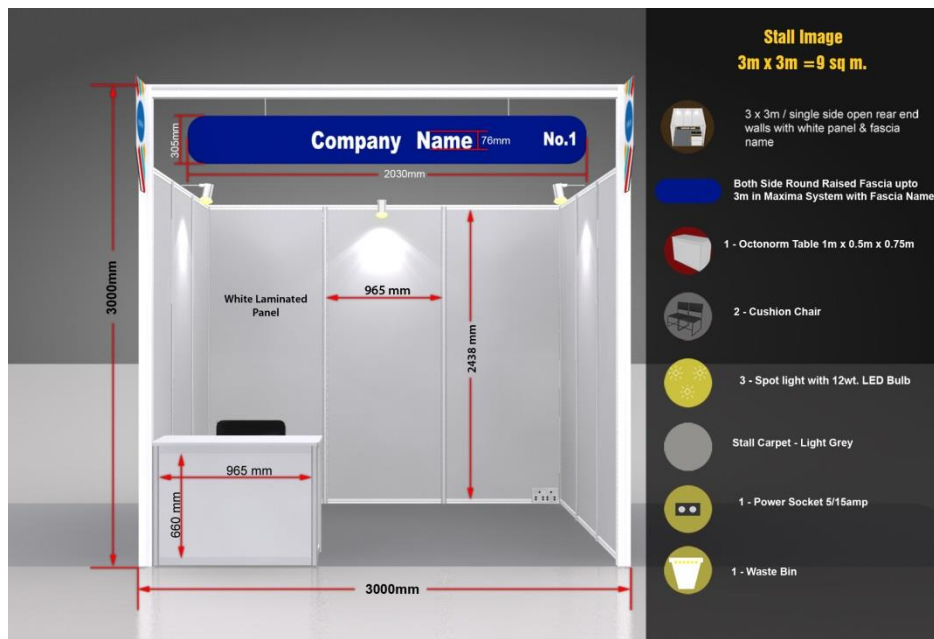 Stall Image
3m x 3m =9 sq m.
3 x 3m / single side open rear end
walls with white panel & fascia
name
Both Side Round Raised Fascia upto
3m in Maxima System with Fascia Name
1 - Octonorm Table 1m x 0.5m x 0.75m
2 - Cushion Chair
3 - Spot light with 12wt. LED Bulb
Stall Carpet - Light Grey
1 - Power Socket 5/15amp
1 - Waste Bin
305mm
Company Name
76mm
No.1
2030mm
3000mm
White Laminated
Panel
965 mm
2438 mm
965 mm
660 mm
3000mm